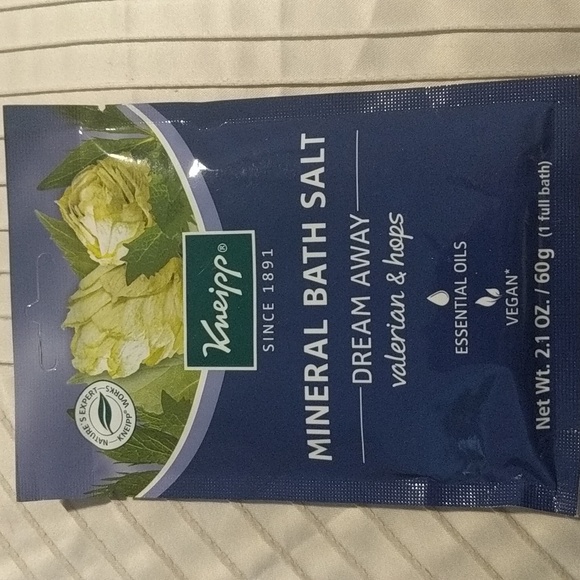 NATURE'S EXPERT
KNEIPP® WORKS
Kneipp®
SINCE 1891
MINERAL BATH SALT
DREAM AWAY
valerian & hops
ESSENTIAL OILS
VEGAN*
Net Wt. 2.1 OZ. / 60g (1 full bath)